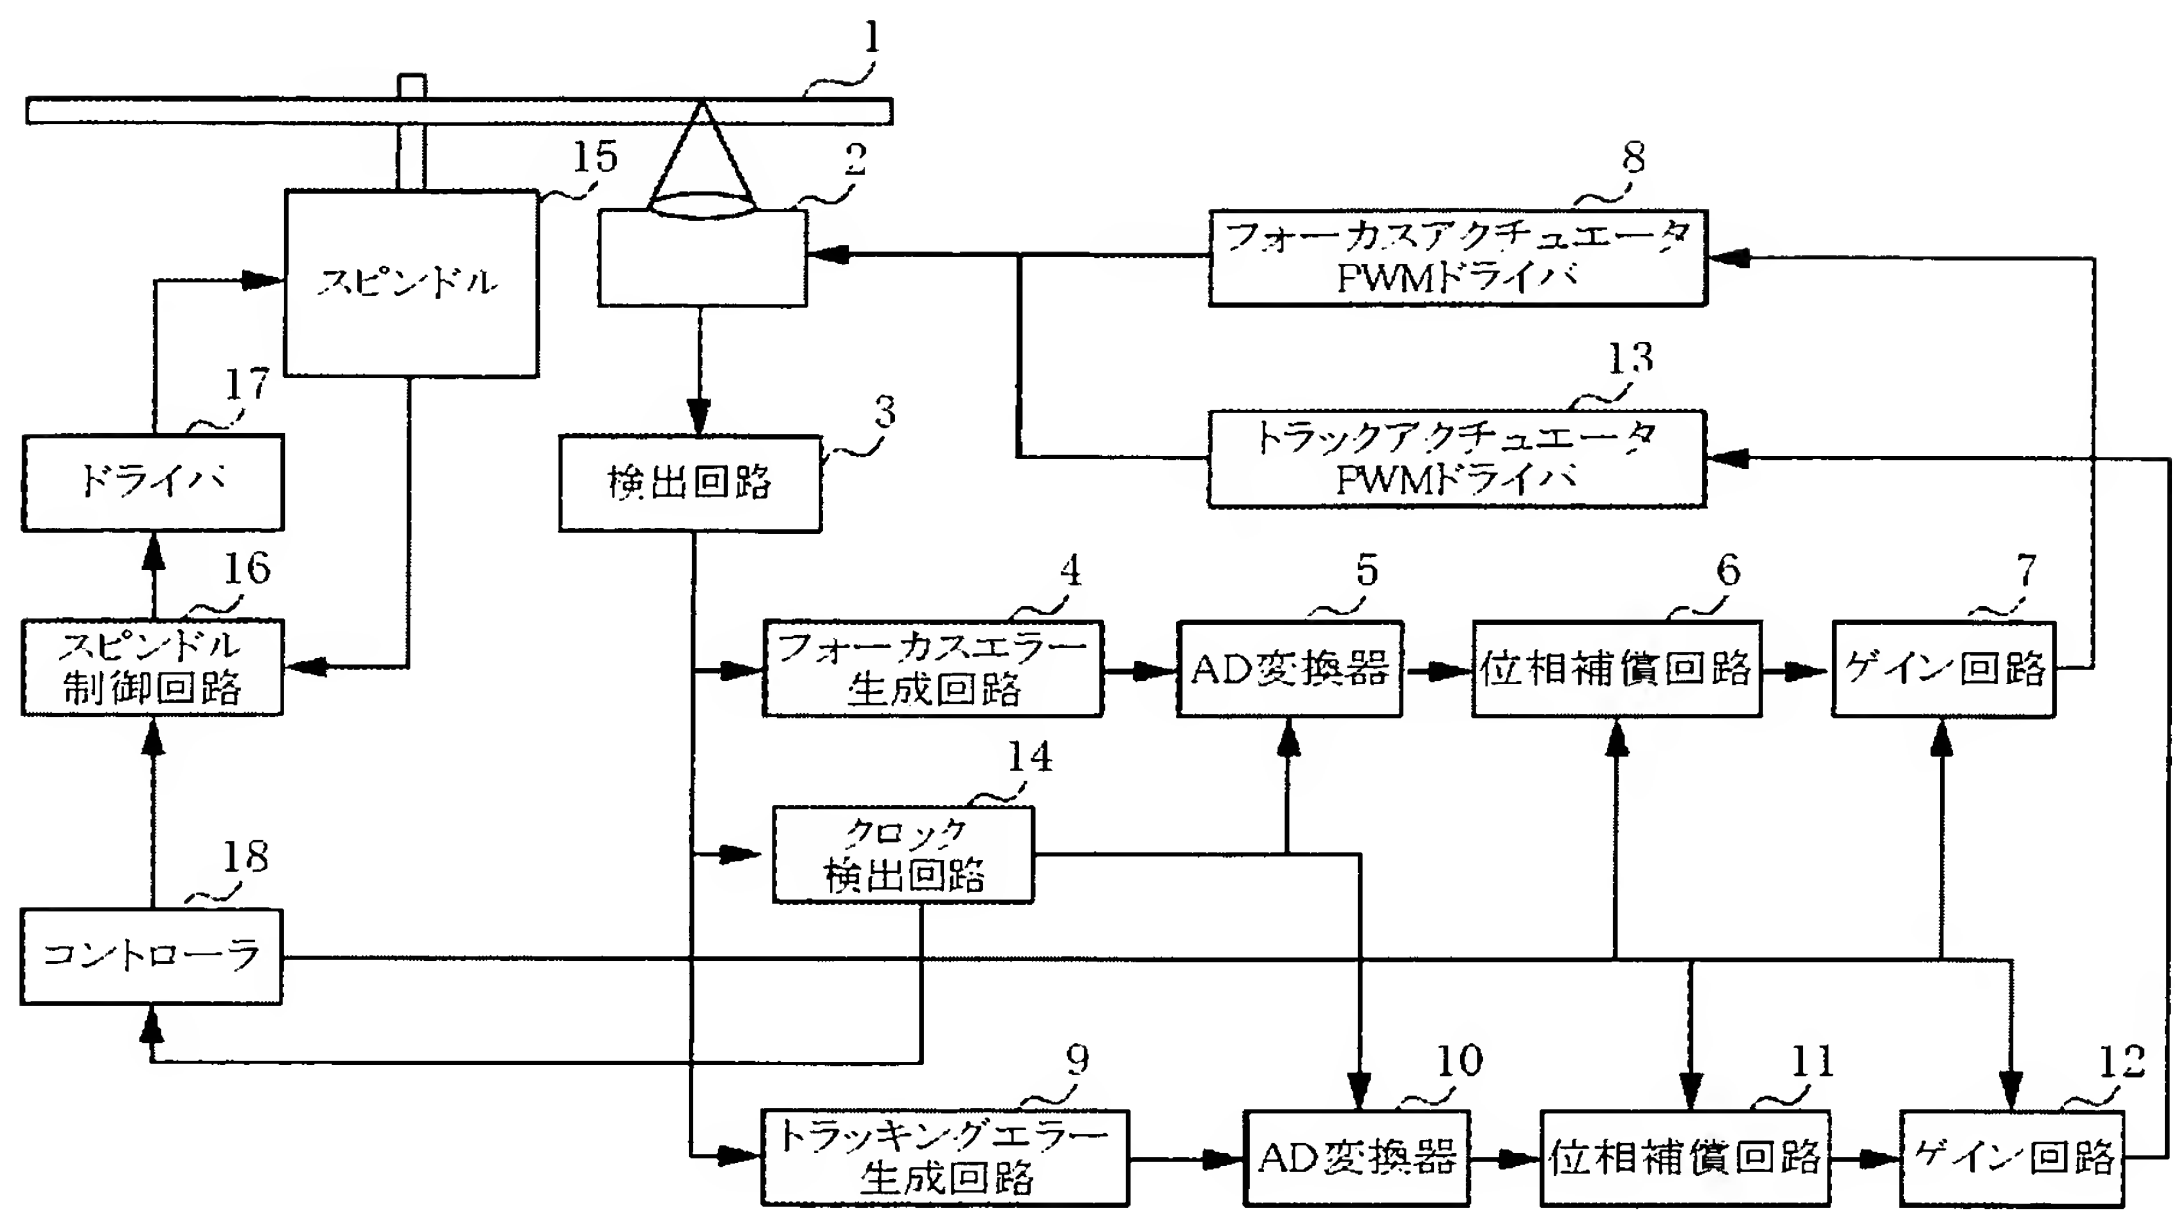 1
15
2
8
フォーカスアクチュエータ
PWMドライバ
スピンドル
17
3
13
トラックアクチュエータ
PWMドライバ
ドライバ
検出回路
16
4
5
6
7
スピンドル
制御回路
フォーカスエラー
生成回路
AD変換器
位相補償回路
ゲイン回路
14
クロック
検出回路
18
コントローラ
9
10
11
12
トラッキングエラー
生成回路
AD変換器
位相補償回路
ゲイン回路